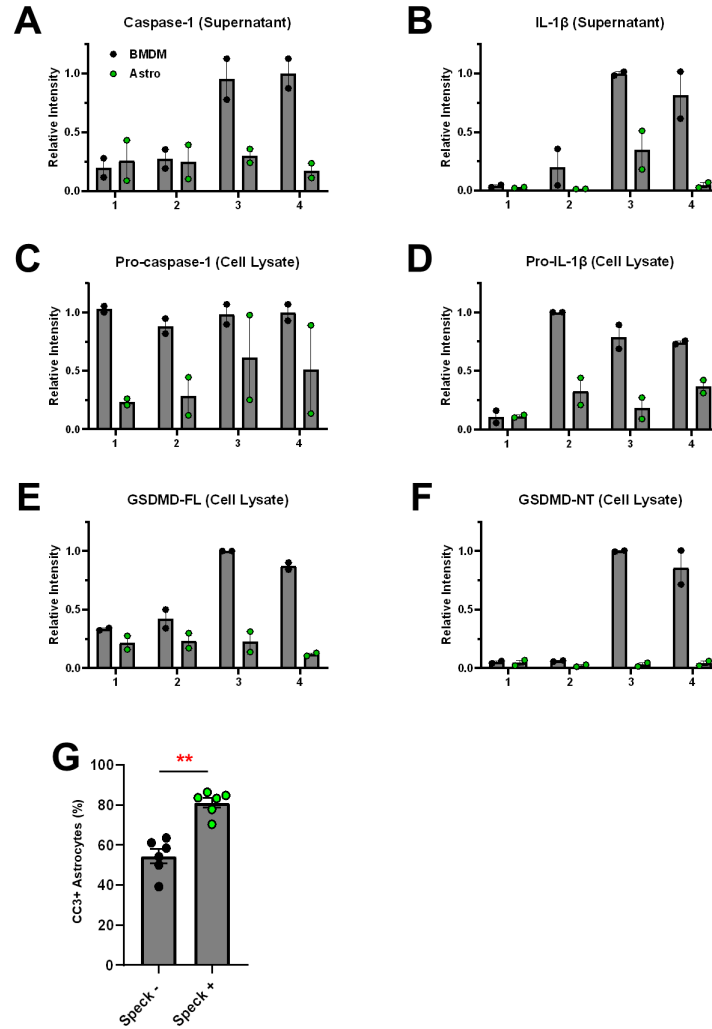 A
Caspase-1 (Supernatant)
Relative Intensity
1.0
0.5
0.0
BMDM
Astro
1 2 3 4
B
IL-1β (Supernatant)
Relative Intensity
1.0
0.5
0.0
1 2 3 4
C
Pro-caspase-1 (Cell Lysate)
Relative Intensity
1.0
0.5
0.0
1 2 3 4
D
Pro-IL-1β (Cell Lysate)
Relative Intensity
1.0
0.5
0.0
1 2 3 4
E
GSDMD-FL (Cell Lysate)
Relative Intensity
1.0
0.5
0.0
1 2 3 4
F
GSDMD-NT (Cell Lysate)
Relative Intensity
1.0
0.5
0.0
1 2 3 4
G
CC3+ Astrocytes (%)
100
80
60
40
20
0
**
Speck -
Speck +